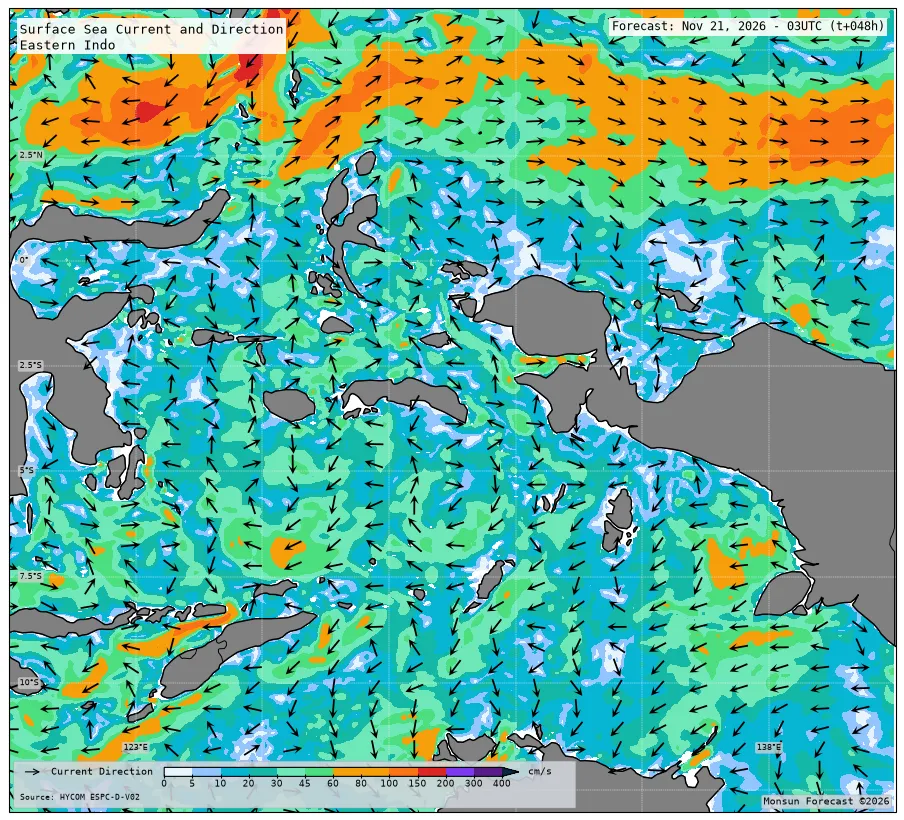 Surface Sea Current and Direction
Eastern Indo
Forecast: Nov 21, 2026 - 03UTC (t+048h)
2.5°N
0°
2.5°S
5°S
7.5°S
10°S
123°E
138°E
Current Direction
0 5 10 20 30 45 60 80 100 150 200 300 400
cm/s
Source: HYCOM ESPC-D-V02
Monsun Forecast ©2026